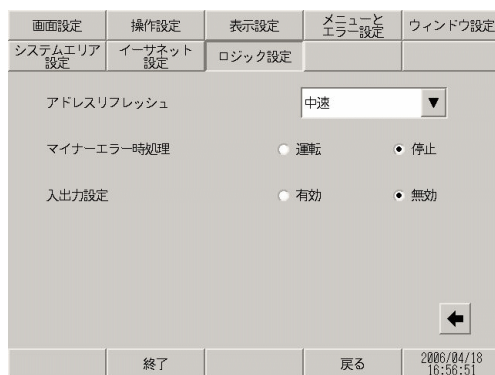 画面設定 操作設定 表示設定 メニューと
エラー設定 ウィンドウ設定
システムエリア
設定 イーサネット
設定 ロジック設定
アドレスリフレッシュ 中速
マイナーエラー時処理 運転 停止
入出力設定 有効 無効
終了 戻る 2006/04/18
16:56:51